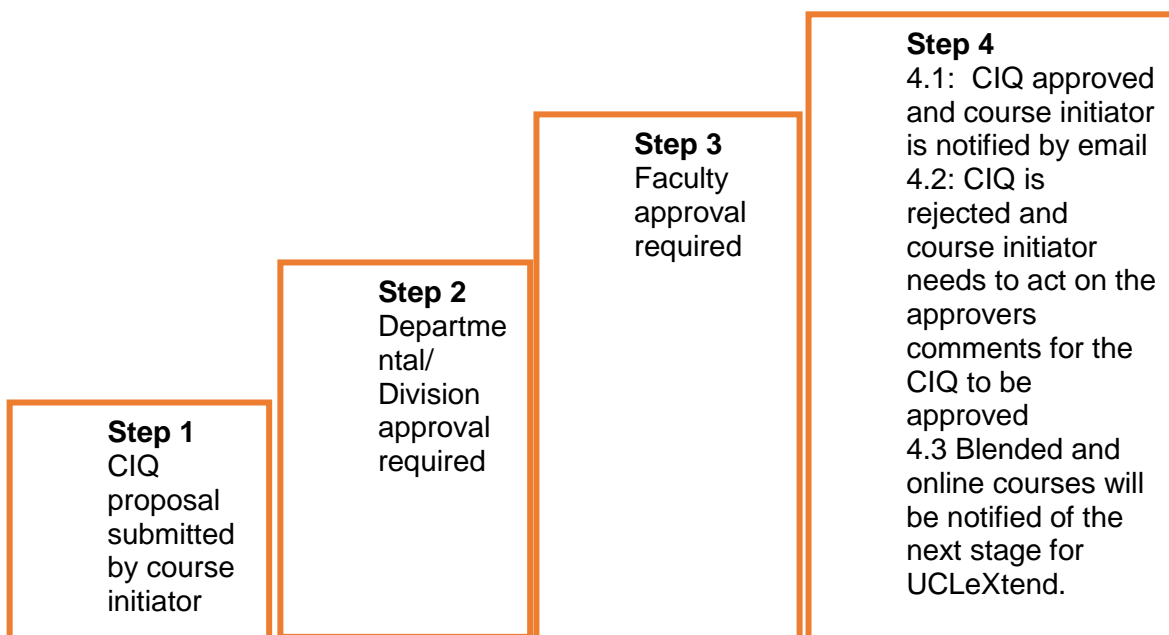 Step 1
CIQ
proposal
submitted
by course
initiator
Step 2
Departme
ntal/
Division
approval
required
Step 3
Faculty
approval
required
Step 4
4.1:  CIQ approved
and course initiator
is notified by email
4.2: CIQ is
rejected and
course initiator
needs to act on the
approvers
comments for the
CIQ to be
approved
4.3 Blended and
online courses will
be notified of the
next stage for
UCLeXtend.